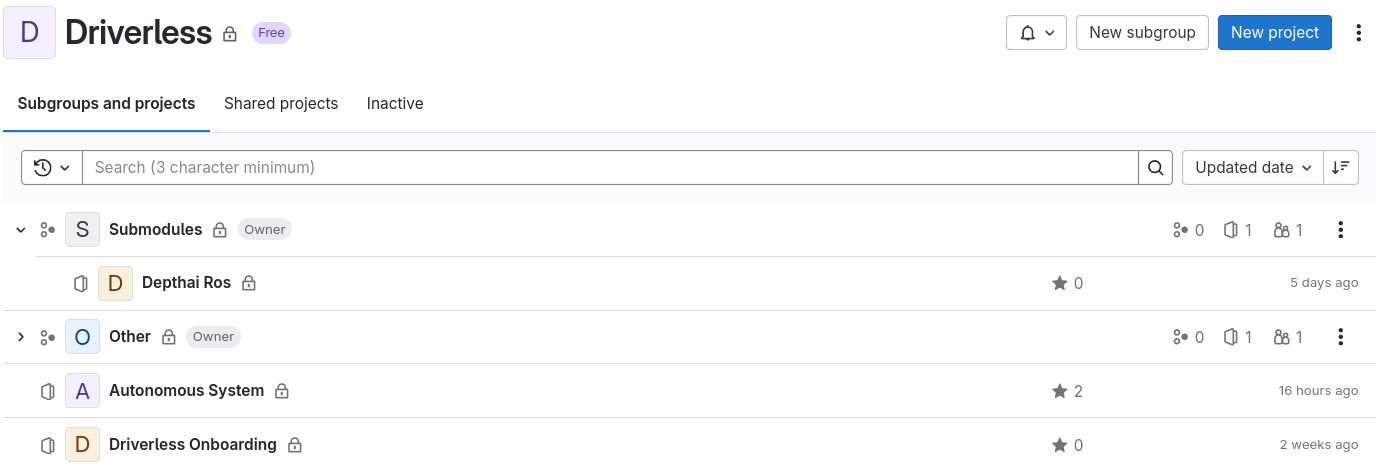 D Driverless Free New subgroup New project
Subgroups and projects Shared projects Inactive
Search (3 character minimum) Updated date
S Submodules Owner 0 1 1
D Depthai Ros 0 5 days ago
O Other Owner 0 1 1
A Autonomous System 2 16 hours ago
D Driverless Onboarding 0 2 weeks ago